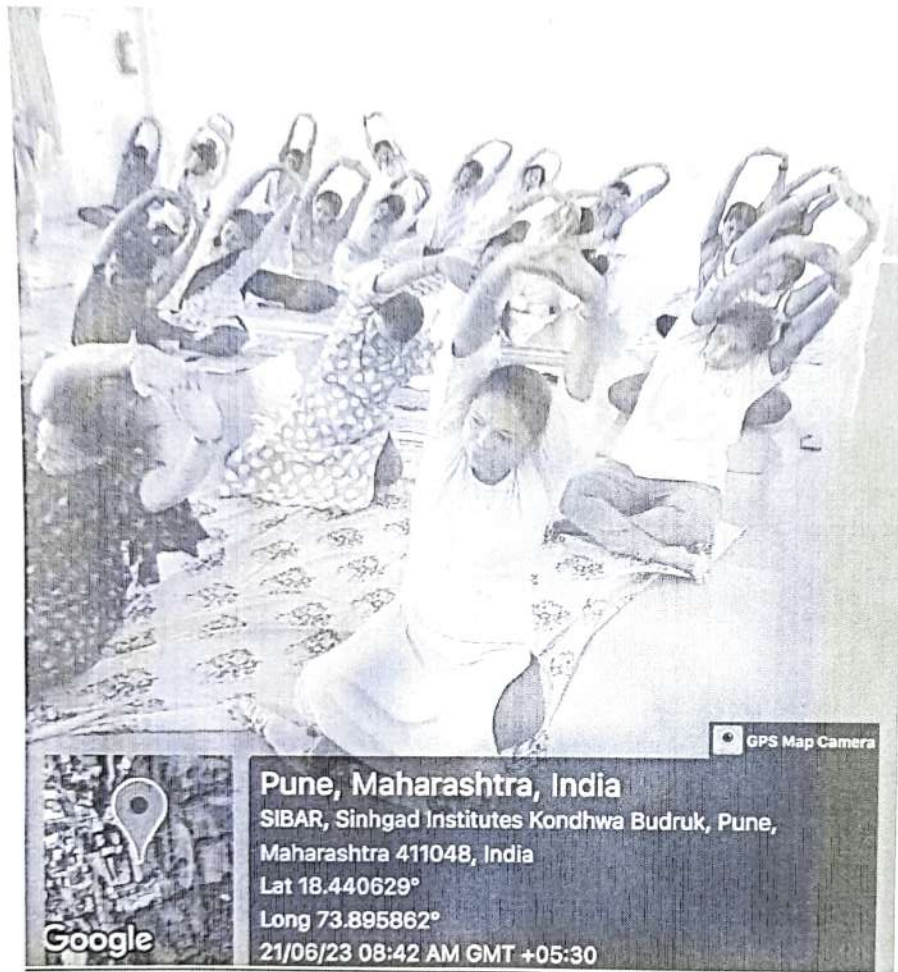 GPS Map Camera
Pune, Maharashtra, India
SIBAR, Sinhgad Institutes Kondhwa Budruk, Pune,
Maharashtra 411048, India
Lat 18.440629°
Long 73.895862°
21/06/23 08:42 AM GMT +05:30
Google